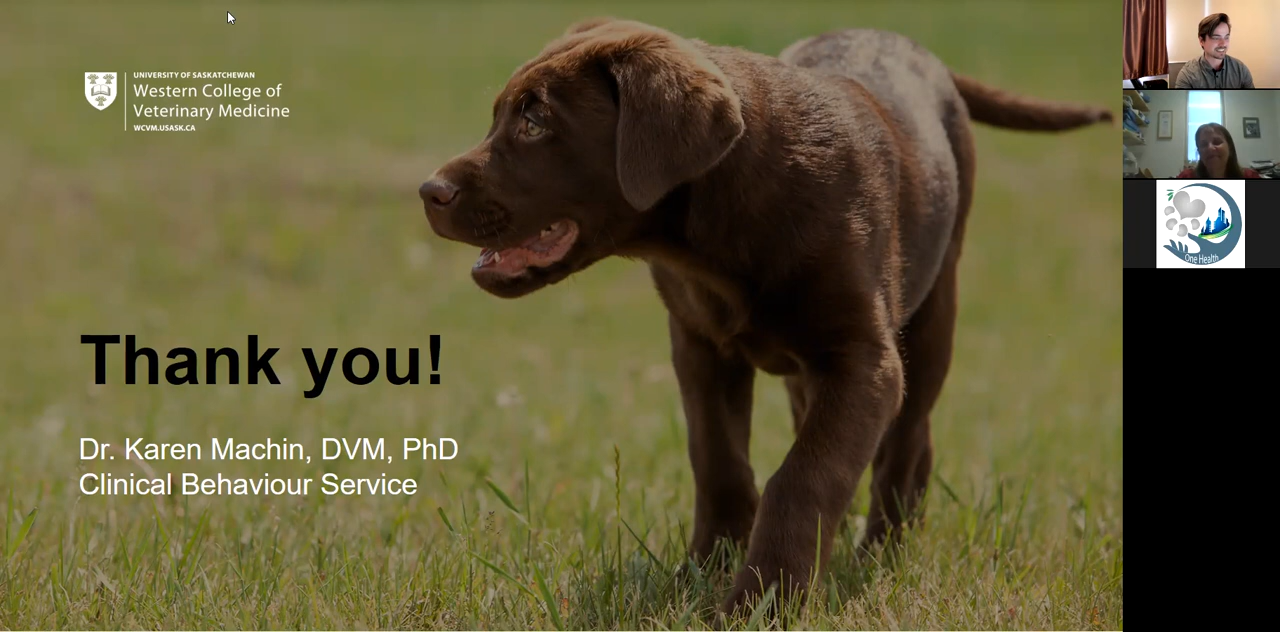 UNIVERSITY OF SASKATCHEWAN
Western College of
Veterinary Medicine
WCVM.USASK.CA
Thank you!
Dr. Karen Machin, DVM, PhD
Clinical Behaviour Service
One Health